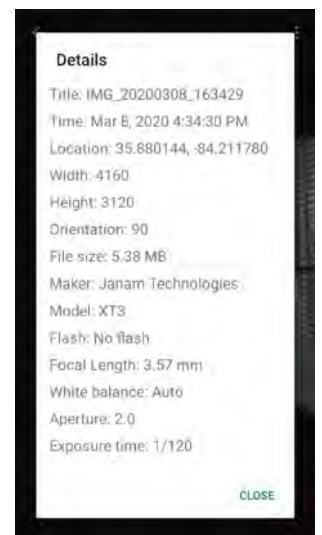 Details
Title: IMG_20200308_163429
Time: Mar 8, 2020 4:34:30 PM
Location: 35.880144, -84.211780
Width: 4160
Height: 3120
Orientation: 90
File size: 5.38 MB
Maker: Janam Technologies
Model: XT3
Flash: No flash
Focal Length: 3.57 mm
White balance: Auto
Aperture: 2.0
Exposure time: 1/120
CLOSE